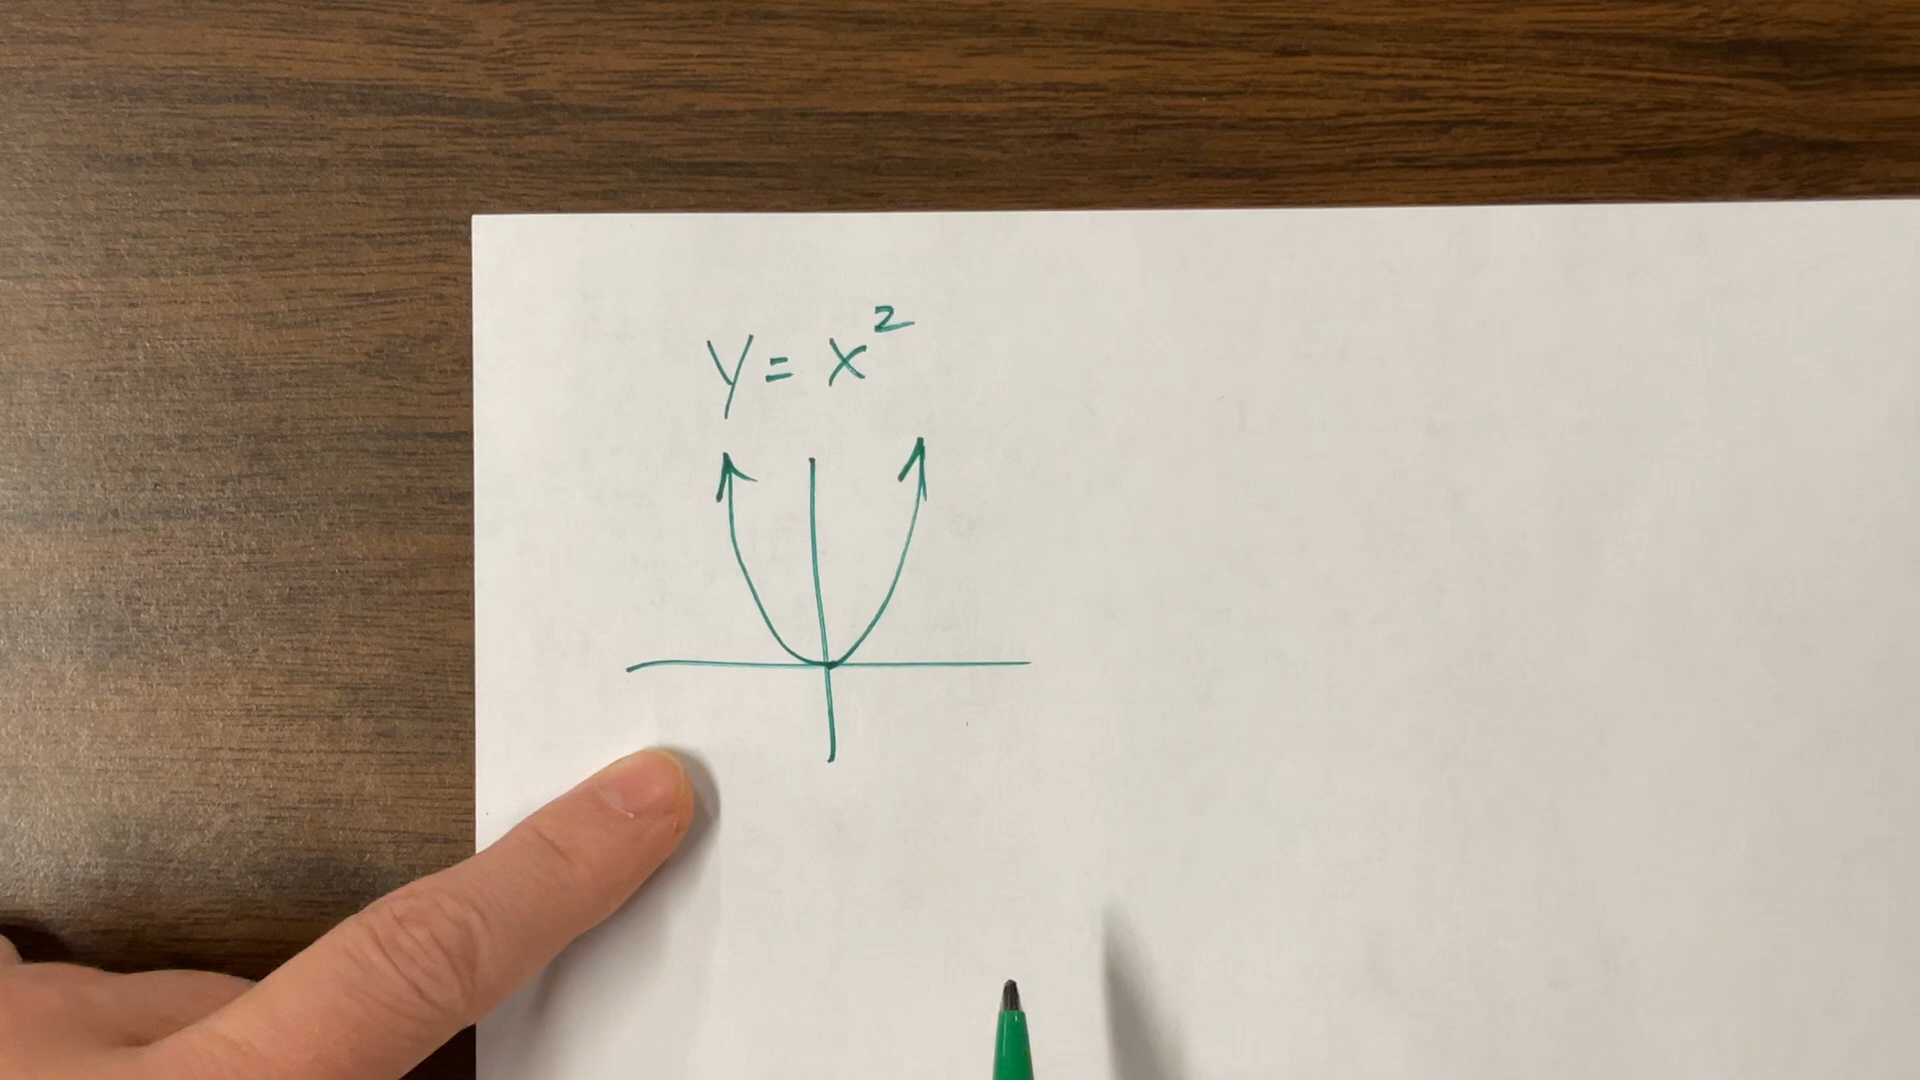 y = x²